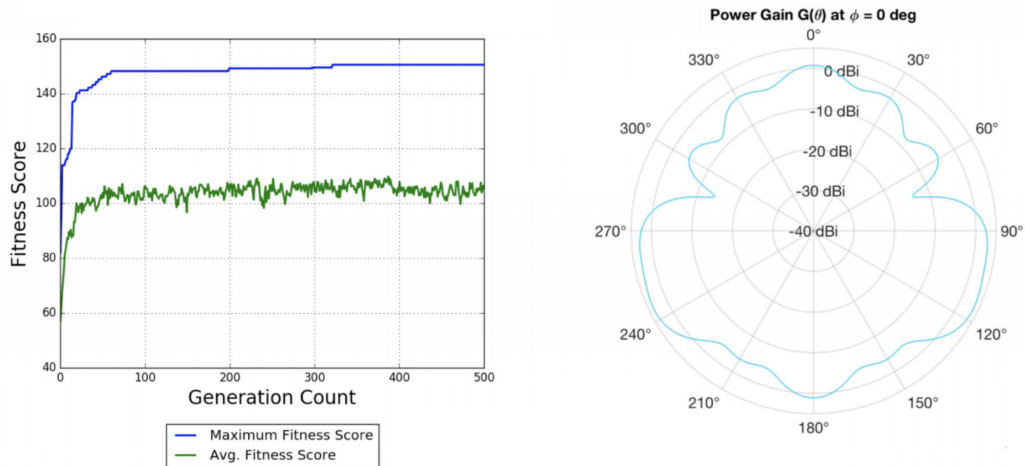 160
140
120
100
80
60
40
0
100
200
300
400
500
Fitness Score
Generation Count
Maximum Fitness Score
Avg. Fitness Score
Power Gain G(θ) at ϕ = 0 deg
0°
330°
30°
0 dBi
-10 dBi
300°
60°
-20 dBi
-30 dBi
270°
-40 dBi
90°
240°
120°
210°
150°
180°